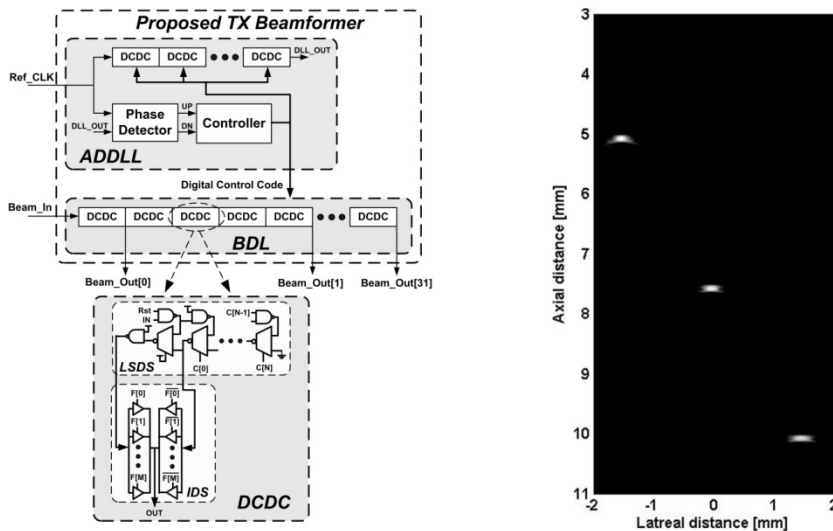 Proposed TX Beamformer
DCDC DCDC DCDC DLL_OUT
Ref_CLK
Phase Detector
UP
DN
Controller
DLL_OUT
ADDLL
Digital Control Code
Beam_In
DCDC DCDC DCDC DCDC DCDC DCDC
BDL
Beam_Out[0] Beam_Out[1] Beam_Out[31]
Rst
IN
C[N-1]
LSDS
C[0] C[N]
F[0] F[0]
F[1] F[1]
F[M] F[M]
IDS
OUT
DCDC
3
4
5
6
7
8
9
10
11
Axial distance [mm]
-2 -1 0 1 2
Latreal distance [mm]